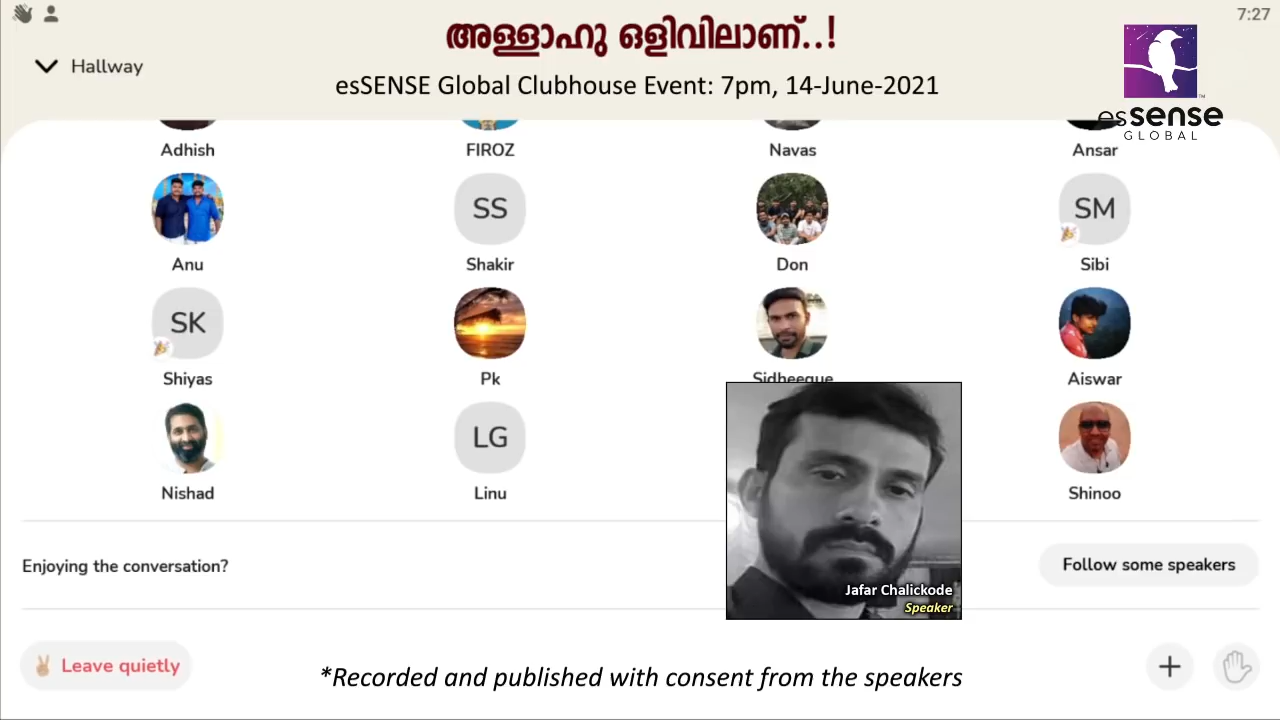 7:27
അള്ളാഹു ഒളിവിലാണ്..!
Hallway
esSENSE Global Clubhouse Event: 7pm, 14-June-2021
essense
GLOBAL
Adhish FIROZ Navas Ansar
SS SM
Anu Shakir Don Sibi
SK
Shiyas Pk Sidheeque Aiswar
LG
Nishad Linu Shinoo
Enjoying the conversation? Follow some speakers
Jafar Chalickode
Speaker
Leave quietly
*Recorded and published with consent from the speakers